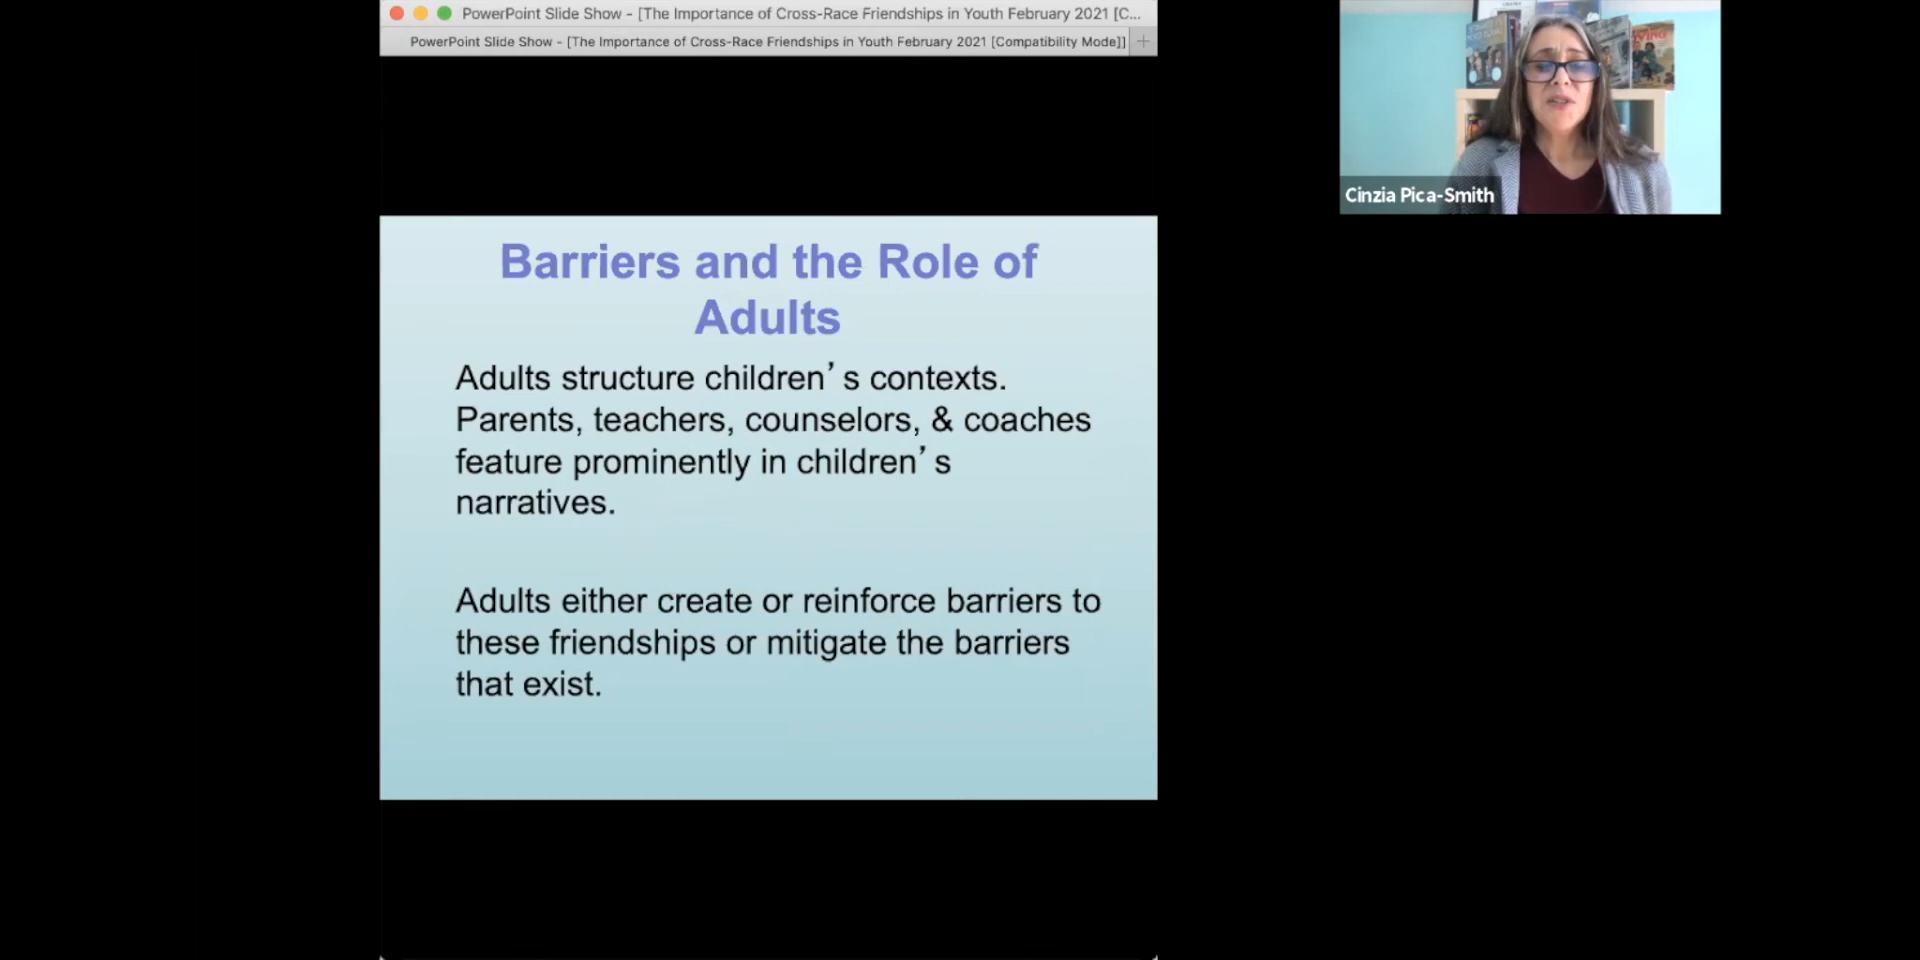 PowerPoint Slide Show - [The Importance of Cross-Race Friendships in Youth February 2021 [C...
PowerPoint Slide Show - [The Importance of Cross-Race Friendships in Youth February 2021 [Compatibility Mode]]
Cinzia Pica-Smith
Barriers and the Role of
Adults
Adults structure children’s contexts.
Parents, teachers, counselors, & coaches
feature prominently in children’s
narratives.
Adults either create or reinforce barriers to
these friendships or mitigate the barriers
that exist.